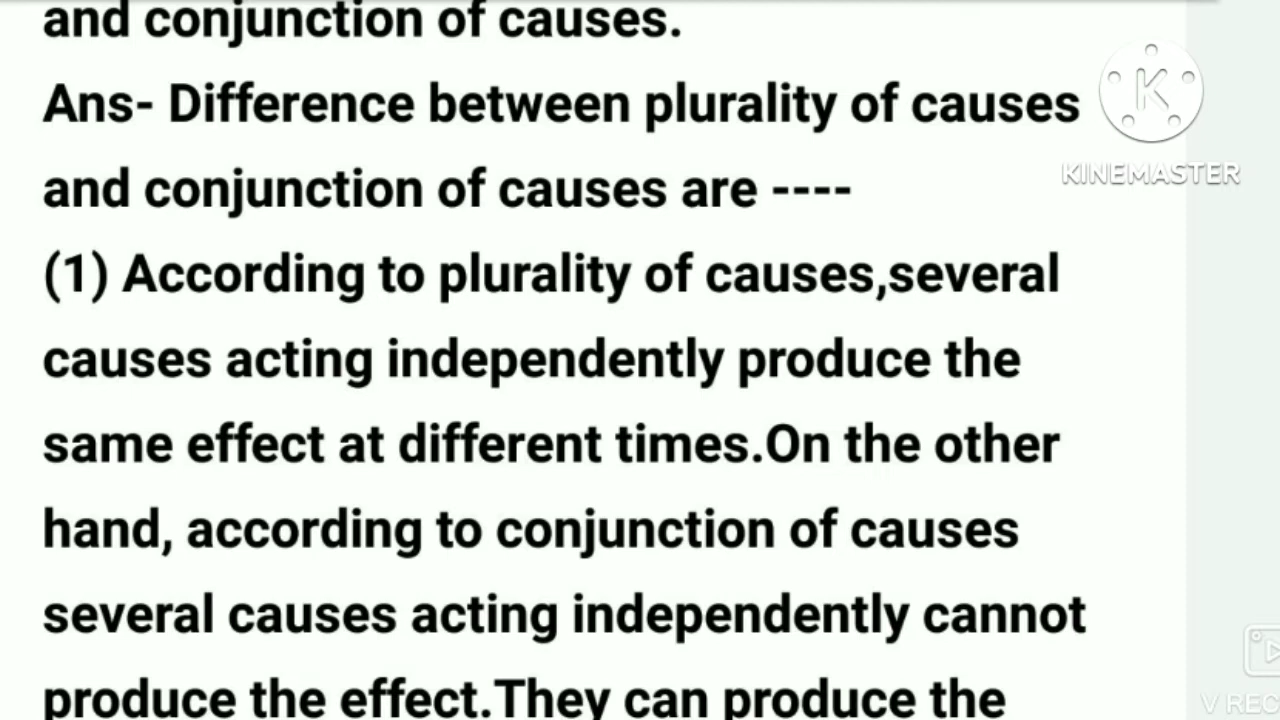 and conjunction of causes.
Ans- Difference between plurality of causes
and conjunction of causes are ----
(1) According to plurality of causes,several
causes acting independently produce the
same effect at different times.On the other
hand, according to conjunction of causes
several causes acting independently cannot
produce the effect.They can produce the
K
KINEMASTER
V REC